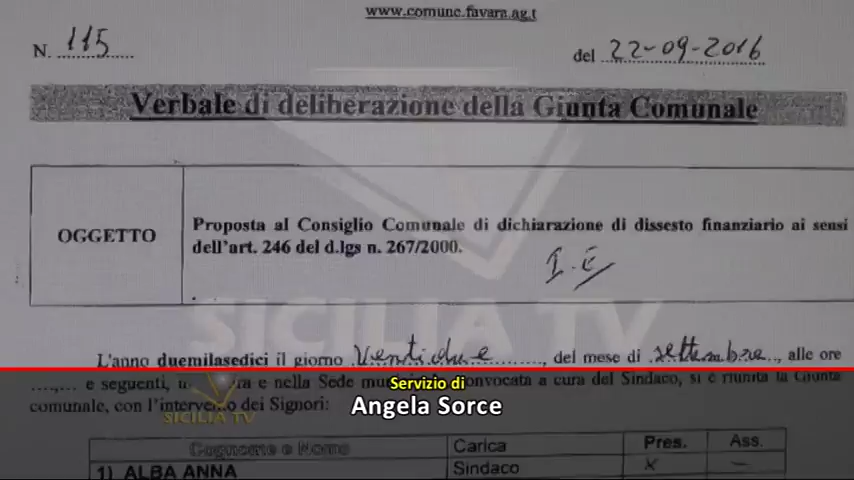 www.comune.favara.ag.t
N. 115
del 22-09-2016
Verbale di deliberazione della Giunta Comunale
OGGETTO
Proposta al Consiglio Comunale di dichiarazione di dissesto finanziario ai sensi
dell'art. 246 del d.lgs n. 267/2000.
I.E
SICILIA TV
L'anno duemilasedici il giorno ventidue, del mese di settembre, alle ore
e seguenti, e nella Sede convocata a cura del Sindaco, si è riunita la Giunta
comunale, con l'intervento dei Signori:
Servizio di
Angela Sorce
SICILIA TV
Cognome e Nome Carica Pres. Ass.
1) ALBA ANNA Sindaco x –